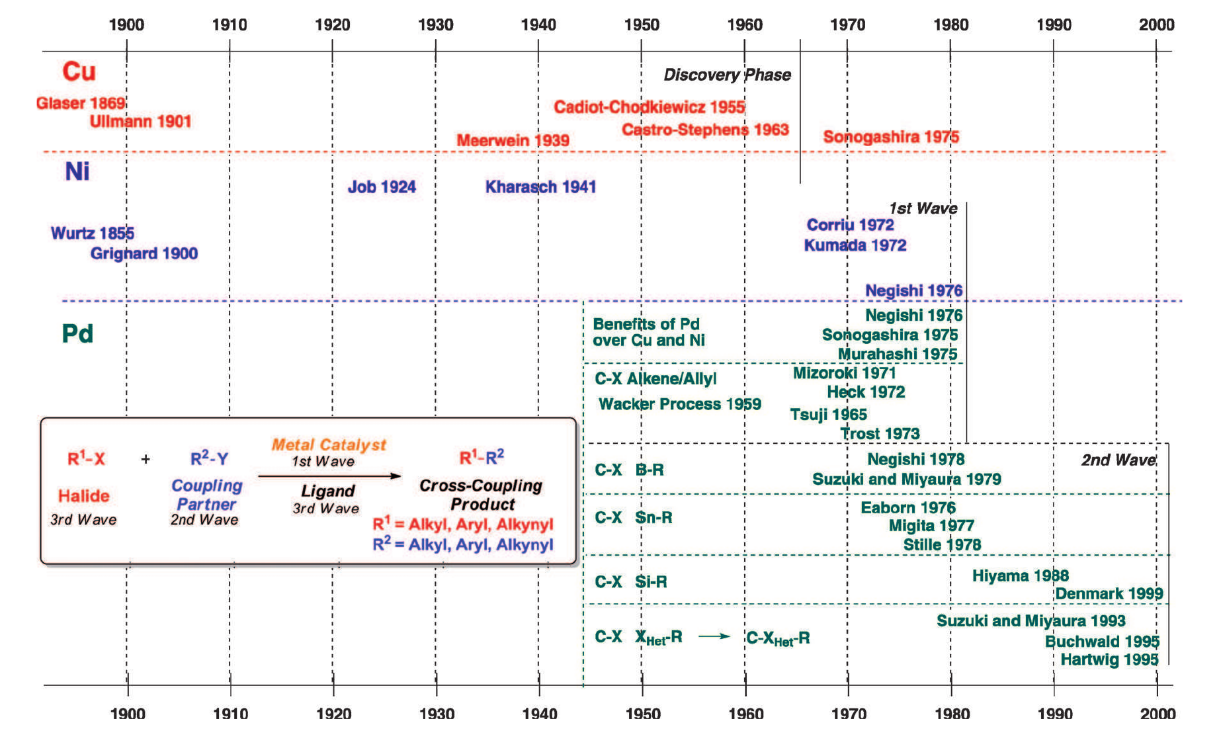 1900 1910 1920 1930 1940 1950 1960 1970 1980 1990 2000
Cu
Discovery Phase
Glaser 1869
Ullmann 1901
Cadiot-Chodkiewicz 1955
Castro-Stephens 1963
Meerwein 1939
Sonogashira 1975
Ni
Job 1924
Kharasch 1941
1st Wave
Wurtz 1855
Grignard 1900
Corriu 1972
Kumada 1972
Negishi 1976
Pd
Benefits of Pd
over Cu and Ni
Negishi 1976
Sonogashira 1975
Murahashi 1975
C-X Alkene/Allyl
Wacker Process 1959
Mizoroki 1971
Heck 1972
Tsuji 1965
Trost 1973
2nd Wave
C-X B-R
Negishi 1978
Suzuki and Miyaura 1979
C-X Sn-R
Eaborn 1976
Migita 1977
Stille 1978
C-X Si-R
Hiyama 1988
Denmark 1999
C-X XHet-R → C-XHet-R
Suzuki and Miyaura 1993
Buchwald 1995
Hartwig 1995
R¹-X + R²-Y
Metal Catalyst
1st Wave
Ligand
3rd Wave
R¹-R²
Halide
3rd Wave
Coupling
Partner
2nd Wave
Cross-Coupling
Product
R¹ = Alkyl, Aryl, Alkynyl
R² = Alkyl, Aryl, Alkynyl
1900 1910 1920 1930 1940 1950 1960 1970 1980 1990 2000